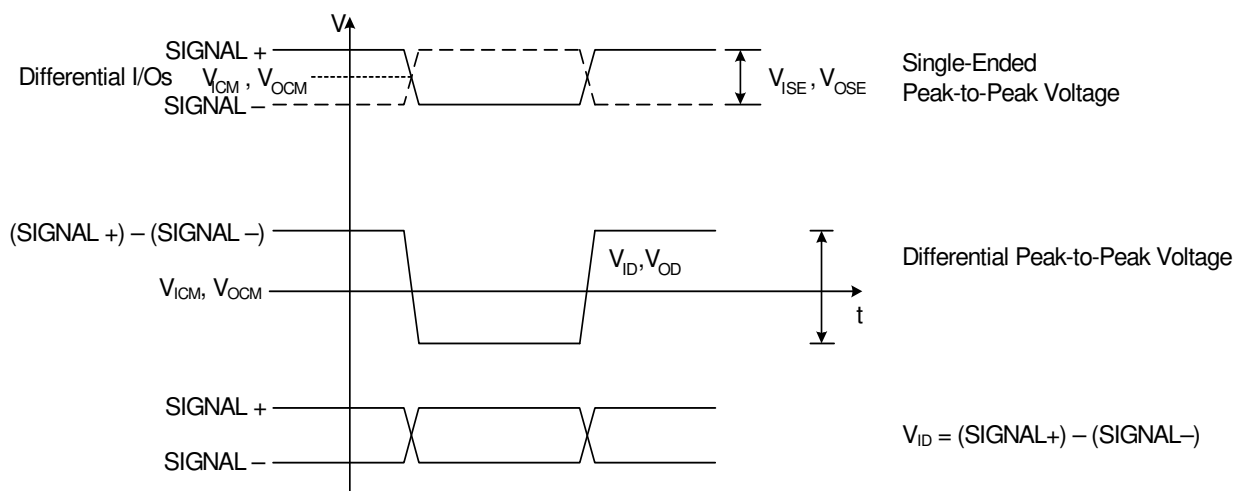 V
SIGNAL +
Differential I/Os V_ICM , V_OCM
SIGNAL –
V_ISE , V_OSE
Single-Ended
Peak-to-Peak Voltage
(SIGNAL +) – (SIGNAL –)
V_ID, V_OD
Differential Peak-to-Peak Voltage
V_ICM, V_OCM
t
SIGNAL +
SIGNAL –
V_ID = (SIGNAL+) – (SIGNAL–)